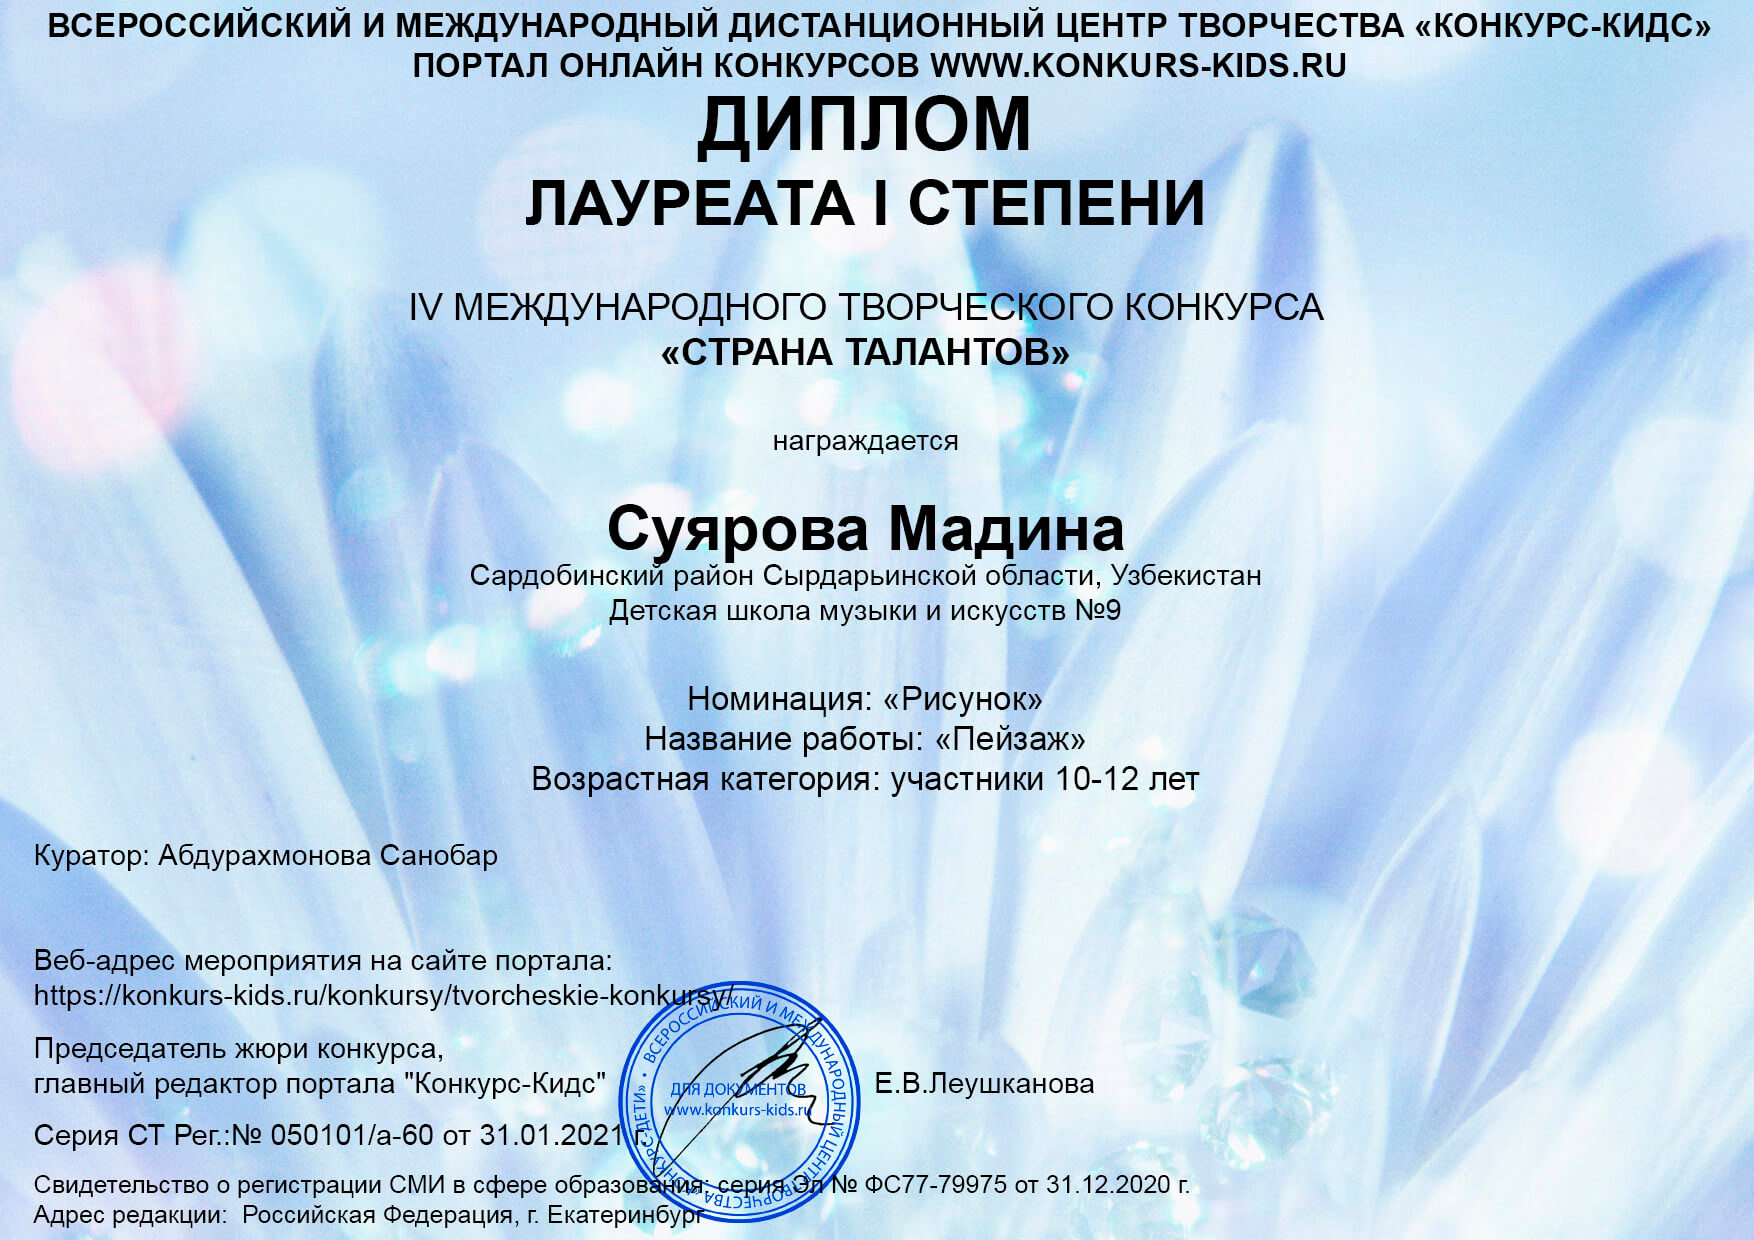 ВСЕРОССИЙСКИЙ И МЕЖДУНАРОДНЫЙ ДИСТАНЦИОННЫЙ ЦЕНТР ТВОРЧЕСТВА «КОНКУРС-КИДС»
ПОРТАЛ ОНЛАЙН КОНКУРСОВ WWW.KONKURS-KIDS.RU
ДИПЛОМ
ЛАУРЕАТА I СТЕПЕНИ
IV МЕЖДУНАРОДНОГО ТВОРЧЕСКОГО КОНКУРСА
«СТРАНА ТАЛАНТОВ»
награждается
Суярова Мадина
Сардобинский район Сырдарьинской области, Узбекистан
Детская школа музыки и искусств №9
Номинация: «Рисунок»
Название работы: «Пейзаж»
Возрастная категория: участники 10-12 лет
Куратор: Абдурахмонова Санобар
Веб-адрес мероприятия на сайте портала:
https://konkurs-kids.ru/konkursy/tvorcheskie-konkursy/
Председатель жюри конкурса,
главный редактор портала "Конкурс-Кидс"
Е.В.Леушканова
ВСЕРОССИЙСКИЙ И МЕЖДУНАРОДНЫЙ ЦЕНТР ТВОРЧЕСТВА «КОНКУРС-ДЕТИ» •
ДЛЯ ДОКУМЕНТОВ
www.konkurs-kids.ru
Серия СТ Рег.:№ 050101/а-60 от 31.01.2021 г.
Свидетельство о регистрации СМИ в сфере образования: серия Эл № ФС77-79975 от 31.12.2020 г.
Адрес редакции: Российская Федерация, г. Екатеринбург